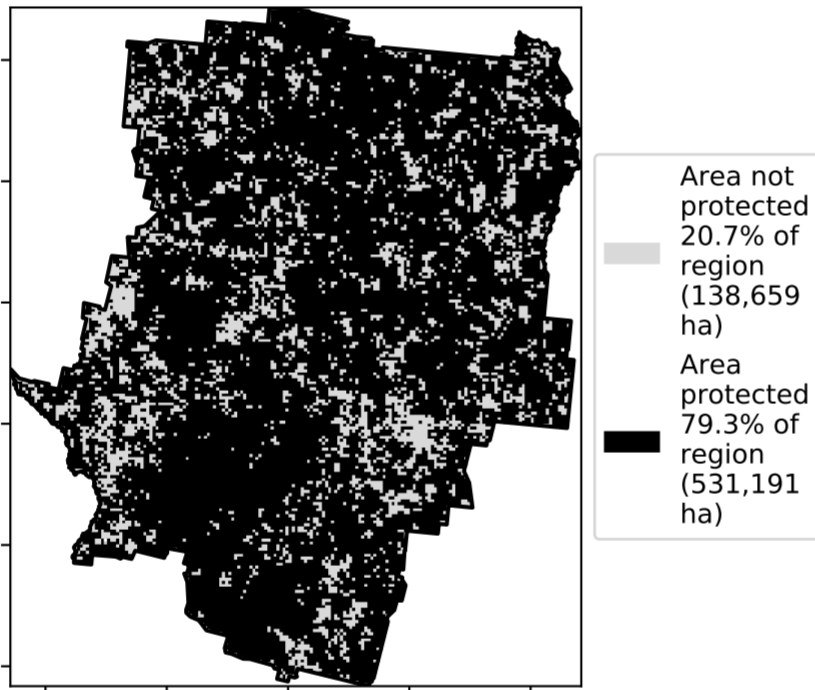 Area not
protected
20.7% of
region
(138,659
ha)
Area
protected
79.3% of
region
(531,191
ha)